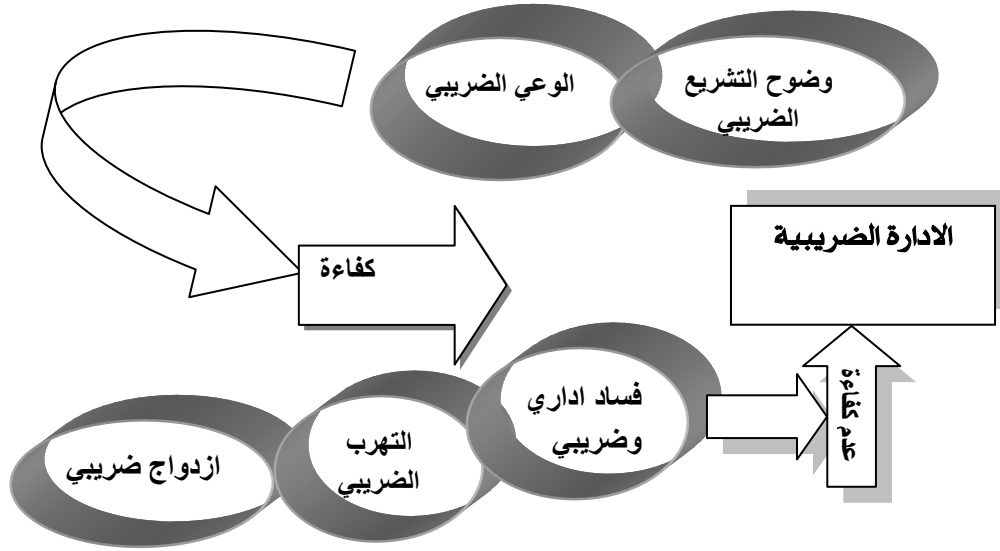 وضوح التشريع
الضريبي
الوعي الضريبي
الادارة الضريبية
كفاءة
عدم كفاءة
فساد اداري
وضريبي
التهرب
الضريبي
ازدواج ضريبي